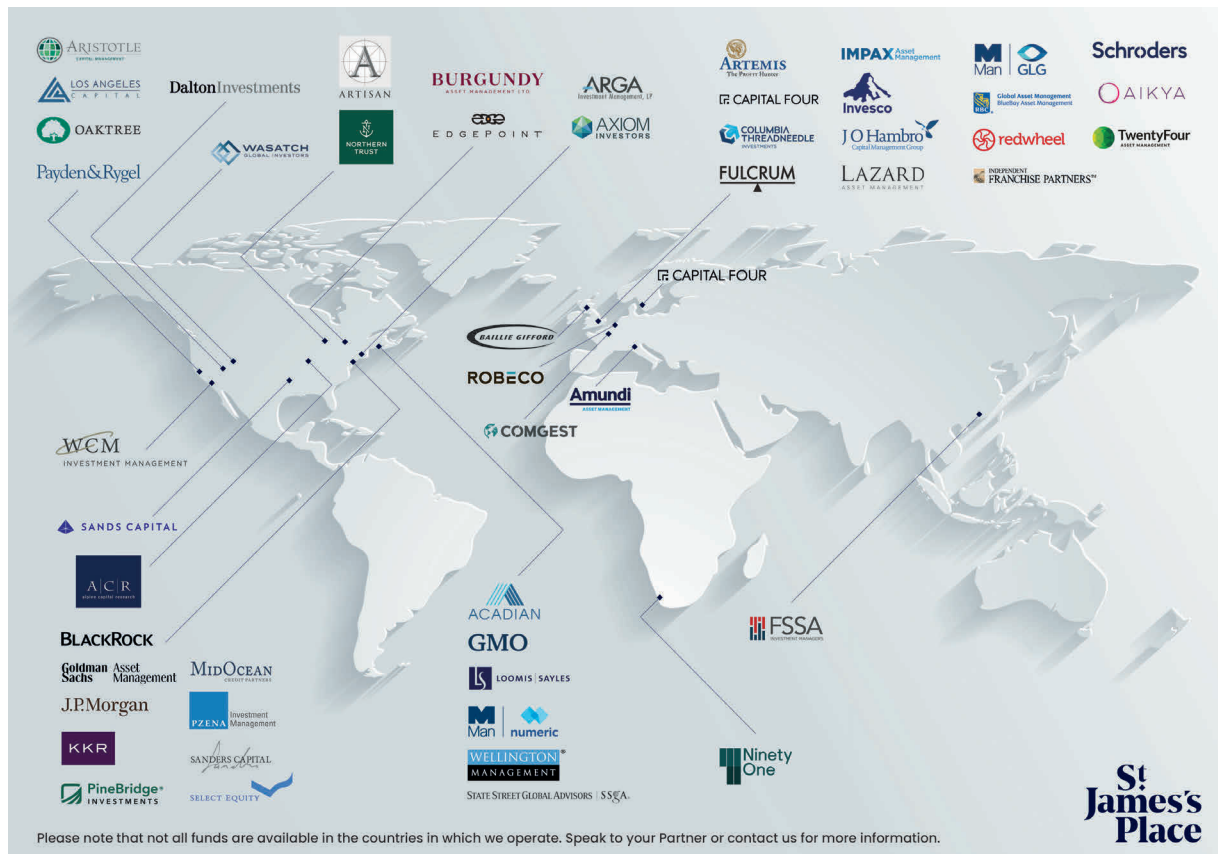 ARISTOTLE
CAPITAL MANAGEMENT
LOS ANGELES
CAPITAL
OAKTREE
Payden&Rygel
DaltonInvestments
WASATCH
GLOBAL INVESTORS
A
ARTISAN
NORTHERN
TRUST
BURGUNDY
ASSET MANAGEMENT LTD.
EDGEPOINT
ARGA
Investment Management, LP
AXIOM
INVESTORS
ARTEMIS
The PROFIT Hunter
CAPITAL FOUR
COLUMBIA
THREADNEEDLE
INVESTMENTS
FULCRUM
IMPAX Asset
Management
Invesco
J O Hambro
Capital Management Group
LAZARD
ASSET MANAGEMENT
Man | GLG
RBC
Global Asset Management
BlueBay Asset Management
redwheel
INDEPENDENT
FRANCHISE PARTNERS™
Schroders
AIKYA
TwentyFour
ASSET MANAGEMENT
CAPITAL FOUR
BAILLIE GIFFORD
ROBECO
Amundi
ASSET MANAGEMENT
COMGEST
WCM
INVESTMENT MANAGEMENT
SANDS CAPITAL
A|C|R
alpine capital research
BLACKROCK
Goldman Asset
Sachs Management
J.P.Morgan
KKR
PineBridge®
INVESTMENTS
MIDOCEAN
CREDIT PARTNERS
PZENA Investment
Management
SANDERS CAPITAL
SELECT EQUITY
ACADIAN
GMO
LS LOOMIS | SAYLES
Man | numeric
WELLINGTON®
MANAGEMENT
STATE STREET GLOBAL ADVISORS | SSGA.
FSSA
INVESTMENT MANAGERS
Ninety
One
St
James's
Place
Please note that not all funds are available in the countries in which we operate. Speak to your Partner or contact us for more information.